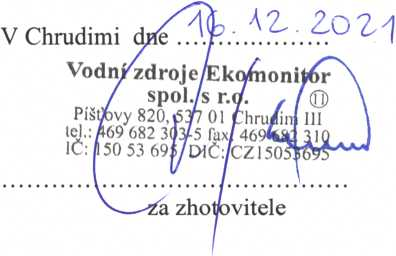 V Chrudimi dne 16.12.2021
Vodní zdroje Ekomonitor
spol. s r.o. ⑪
Píšťovy 820, 537 01 Chrudim III
tel.: 469 682 303-5 fax: 469 682 310
IČ: 150 53 695 DIČ: CZ15053695
za zhotovitele